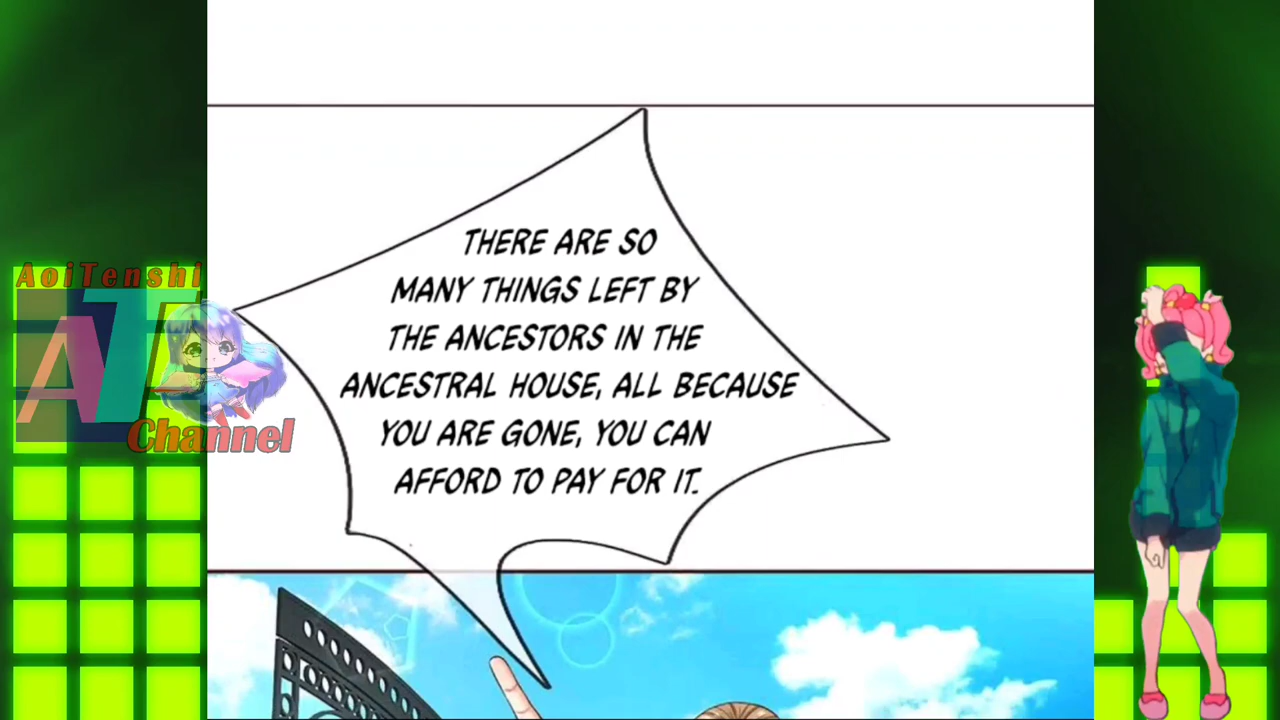 THERE ARE SO
MANY THINGS LEFT BY
THE ANCESTORS IN THE
ANCESTRAL HOUSE, ALL BECAUSE
YOU ARE GONE, YOU CAN
AFFORD TO PAY FOR IT.
AoiTenshi
AT
Channel